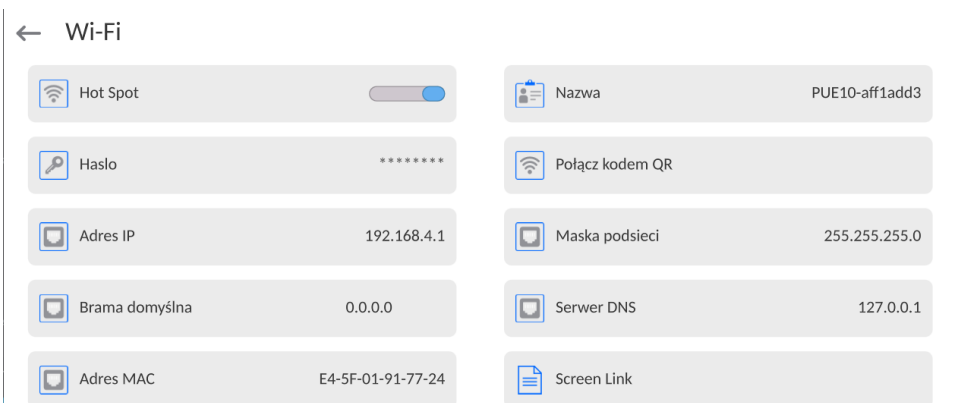 Wi-Fi
Hot Spot
Nazwa PUE10-aff1add3
Haslo ********
Połącz kodem QR
Adres IP 192.168.4.1
Maska podsieci 255.255.255.0
Brama domyślna 0.0.0.0
Serwer DNS 127.0.0.1
Adres MAC E4-5F-01-91-77-24
Screen Link